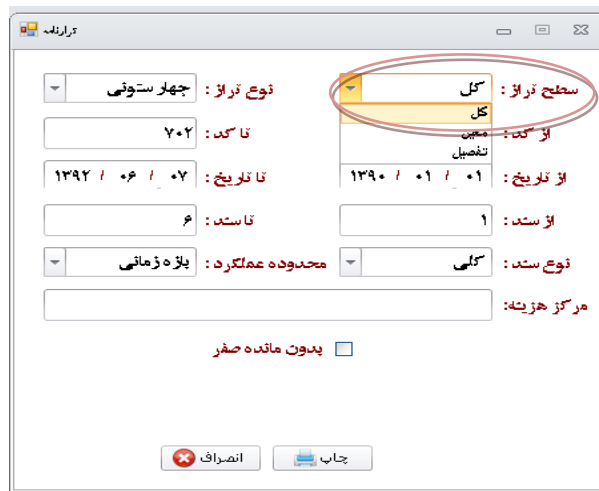 ترازنامه
سطح تراز : کل نوع تراز : چهار ستونی
کل
از کد : معین تا کد : ۷۰۲
تفصیل
از تاریخ : ۱۳۹۰ / ۰۱ / ۰۱ تا تاریخ : ۱۳۹۲ / ۰۶ / ۰۷
از سند : ۱ تا سند : ۶
نوع سند : کلی محدوده عملکرد : بازه زمانی
مرکز هزینه:
بدون مانده صفر
چاپ انصراف